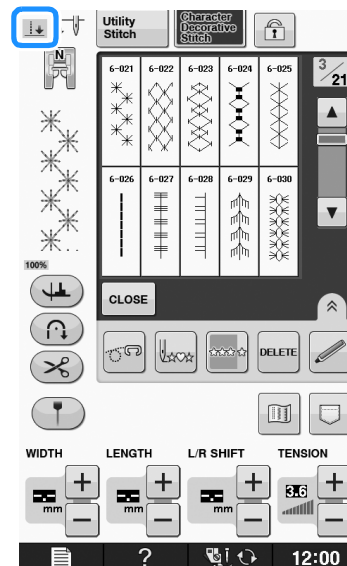 Utility
Stitch
Character
Decorative
Stitch
N
3/21
6-021 6-022 6-023 6-024 6-025
6-026 6-027 6-028 6-029 6-030
100%
CLOSE
DELETE
WIDTH LENGTH L/R SHIFT TENSION
+ + + +
3.6
mm mm mm
− − − −
? 12:00